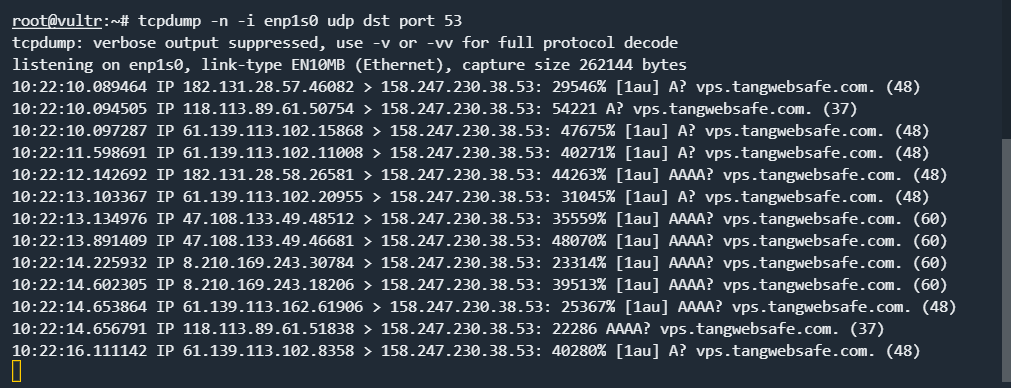 root@vultr:~# tcpdump -n -i enp1s0 udp dst port 53
tcpdump: verbose output suppressed, use -v or -vv for full protocol decode
listening on enp1s0, link-type EN10MB (Ethernet), capture size 262144 bytes
10:22:10.089464 IP 182.131.28.57.46082 > 158.247.230.38.53: 29546% [1au] A? vps.tangwebsafe.com. (48)
10:22:10.094505 IP 118.113.89.61.50754 > 158.247.230.38.53: 54221 A? vps.tangwebsafe.com. (37)
10:22:10.097287 IP 61.139.113.102.15868 > 158.247.230.38.53: 47675% [1au] A? vps.tangwebsafe.com. (48)
10:22:11.598691 IP 61.139.113.102.11008 > 158.247.230.38.53: 40271% [1au] A? vps.tangwebsafe.com. (48)
10:22:12.142692 IP 182.131.28.58.26581 > 158.247.230.38.53: 44263% [1au] AAAA? vps.tangwebsafe.com. (48)
10:22:13.103367 IP 61.139.113.102.20955 > 158.247.230.38.53: 31045% [1au] A? vps.tangwebsafe.com. (48)
10:22:13.134976 IP 47.108.133.49.48512 > 158.247.230.38.53: 35559% [1au] AAAA? vps.tangwebsafe.com. (60)
10:22:13.891409 IP 47.108.133.49.46681 > 158.247.230.38.53: 48070% [1au] AAAA? vps.tangwebsafe.com. (60)
10:22:14.225932 IP 8.210.169.243.30784 > 158.247.230.38.53: 23314% [1au] AAAA? vps.tangwebsafe.com. (60)
10:22:14.602305 IP 8.210.169.243.18206 > 158.247.230.38.53: 39513% [1au] AAAA? vps.tangwebsafe.com. (60)
10:22:14.653864 IP 61.139.113.162.61906 > 158.247.230.38.53: 25367% [1au] AAAA? vps.tangwebsafe.com. (48)
10:22:14.656791 IP 118.113.89.61.51838 > 158.247.230.38.53: 22286 AAAA? vps.tangwebsafe.com. (37)
10:22:16.111142 IP 61.139.113.102.8358 > 158.247.230.38.53: 40280% [1au] A? vps.tangwebsafe.com. (48)